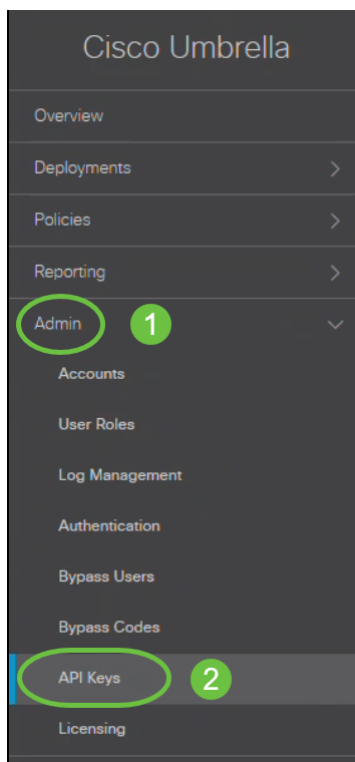 Cisco Umbrella
Overview
Deployments
Policies
Reporting
Admin 1
Accounts
User Roles
Log Management
Authentication
Bypass Users
Bypass Codes
API Keys 2
Licensing